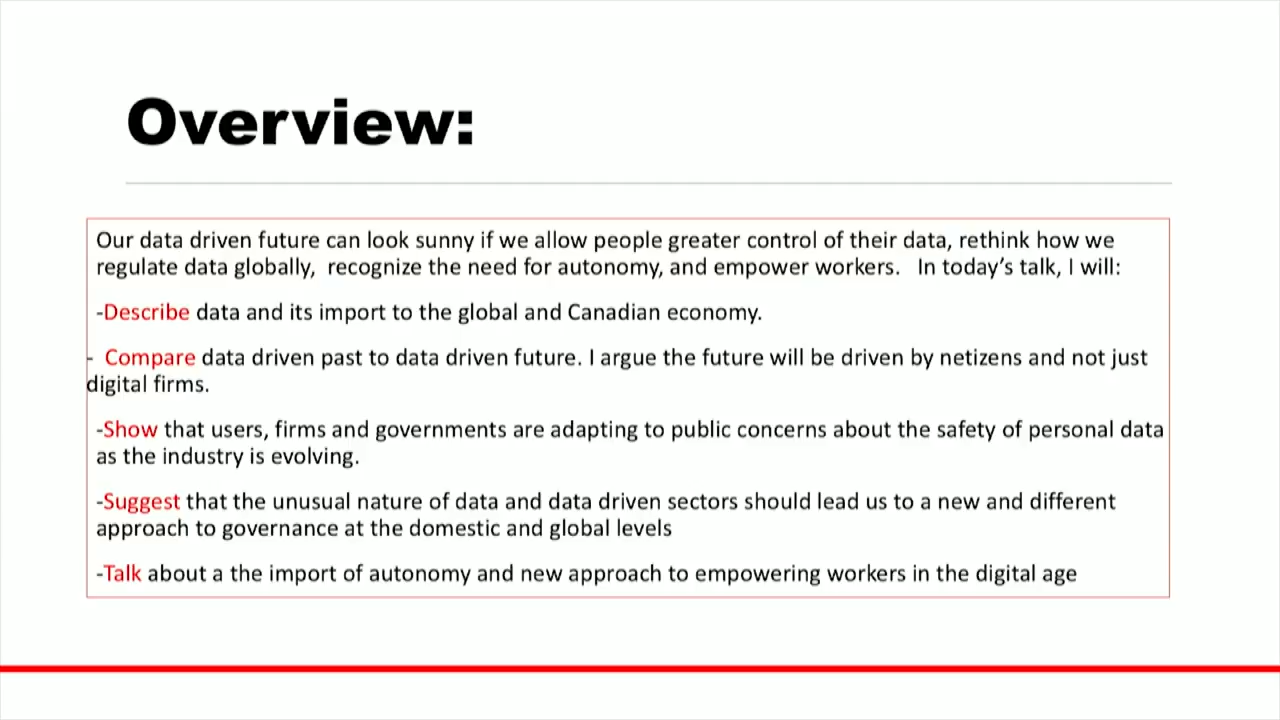 Overview:
Our data driven future can look sunny if we allow people greater control of their data, rethink how we
regulate data globally,  recognize the need for autonomy, and empower workers.   In today’s talk, I will:
-Describe data and its import to the global and Canadian economy.
-  Compare data driven past to data driven future. I argue the future will be driven by netizens and not just
digital firms.
-Show that users, firms and governments are adapting to public concerns about the safety of personal data
as the industry is evolving.
-Suggest that the unusual nature of data and data driven sectors should lead us to a new and different
approach to governance at the domestic and global levels
-Talk about a the import of autonomy and new approach to empowering workers in the digital age